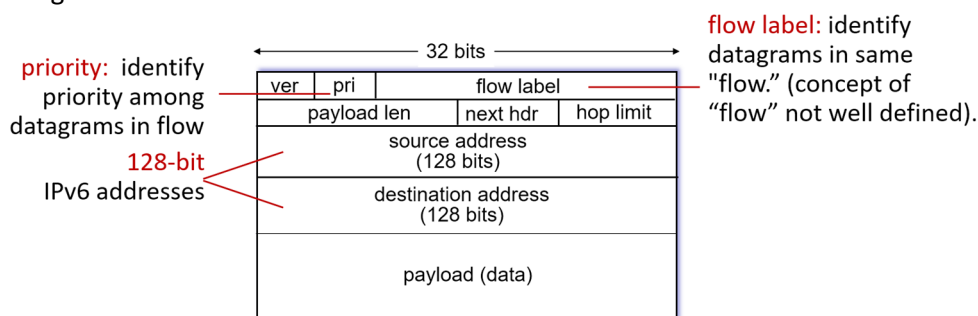 32 bits
priority: identify
priority among
datagrams in flow
128-bit
IPv6 addresses
ver
pri
flow label
payload len
next hdr
hop limit
source address
(128 bits)
destination address
(128 bits)
payload (data)
flow label: identify
datagrams in same
"flow." (concept of
“flow” not well defined).